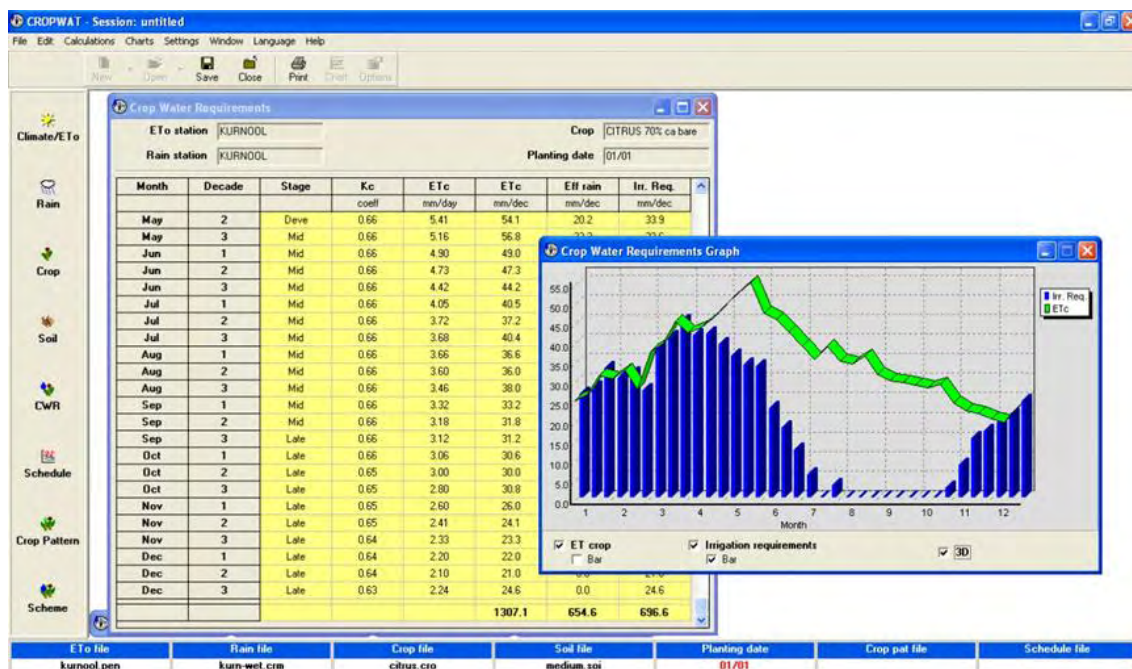 CROPWAT - Session: untitled
File Edit Calculations Charts Settings Window Language Help
New Open Save Close Print Chart Options
Climate/ETo
Rain
Crop
Soil
CWR
Schedule
Crop Pattern
Scheme
Crop Water Requirements
ETo station KURNOOL Crop CITRUS 70% ca bare
Rain station KURNOOL Planting date 01/01
Month Decade Stage Kc ETc ETc Eff rain Irr. Req.
coeff mm/day mm/dec mm/dec mm/dec
May 2 Deve 0.66 5.41 54.1 20.2 33.9
May 3 Mid 0.66 5.16 56.8
Jun 1 Mid 0.66 4.90 49.0
Jun 2 Mid 0.66 4.73 47.3
Jun 3 Mid 0.66 4.42 44.2
Jul 1 Mid 0.66 4.05 40.5
Jul 2 Mid 0.66 3.72 37.2
Jul 3 Mid 0.66 3.68 40.4
Aug 1 Mid 0.66 3.66 36.6
Aug 2 Mid 0.66 3.60 36.0
Aug 3 Mid 0.66 3.46 38.0
Sep 1 Mid 0.66 3.32 33.2
Sep 2 Mid 0.66 3.18 31.8
Sep 3 Late 0.66 3.12 31.2
Oct 1 Late 0.66 3.06 30.6
Oct 2 Late 0.65 3.00 30.0
Oct 3 Late 0.65 2.80 30.8
Nov 1 Late 0.65 2.60 26.0
Nov 2 Late 0.65 2.41 24.1
Nov 3 Late 0.64 2.33 23.3
Dec 1 Late 0.64 2.20 22.0
Dec 2 Late 0.64 2.10 21.0
Dec 3 Late 0.63 2.24 24.6 0.0 24.6
1307.1 654.6 696.6
Crop Water Requirements Graph
55.0
50.0
45.0
40.0
35.0
30.0
25.0
20.0
15.0
10.0
5.0
0.0
1 2 3 4 5 6 7 8 9 10 11 12
Month
Irr. Req.
ETc
ET crop Irrigation requirements 3D
Bar Bar
ETo file Rain file Crop file Soil file Planting date Crop pat file Schedule file
kurnool.pen kurn-wet.crm citrus.cro medium.soi 01/01